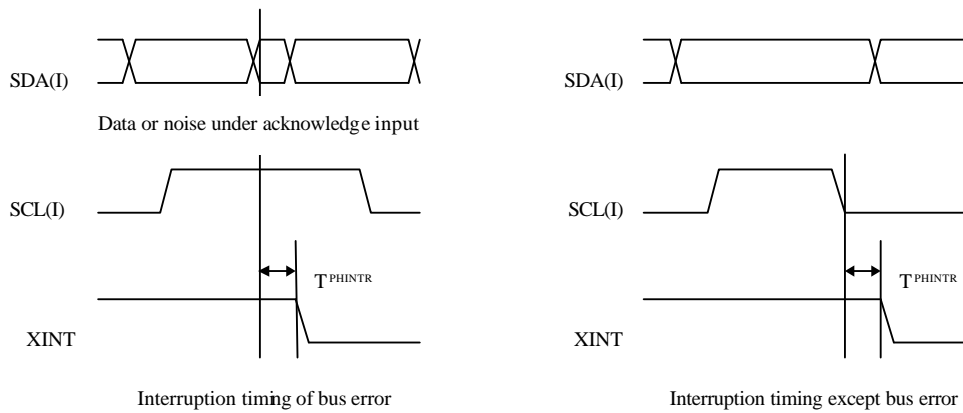 SDA(I)
Data or noise under acknowledge input
SCL(I)
TPHINTR
XINT
Interruption timing of bus error
SDA(I)
SCL(I)
TPHINTR
XINT
Interruption timing except bus error